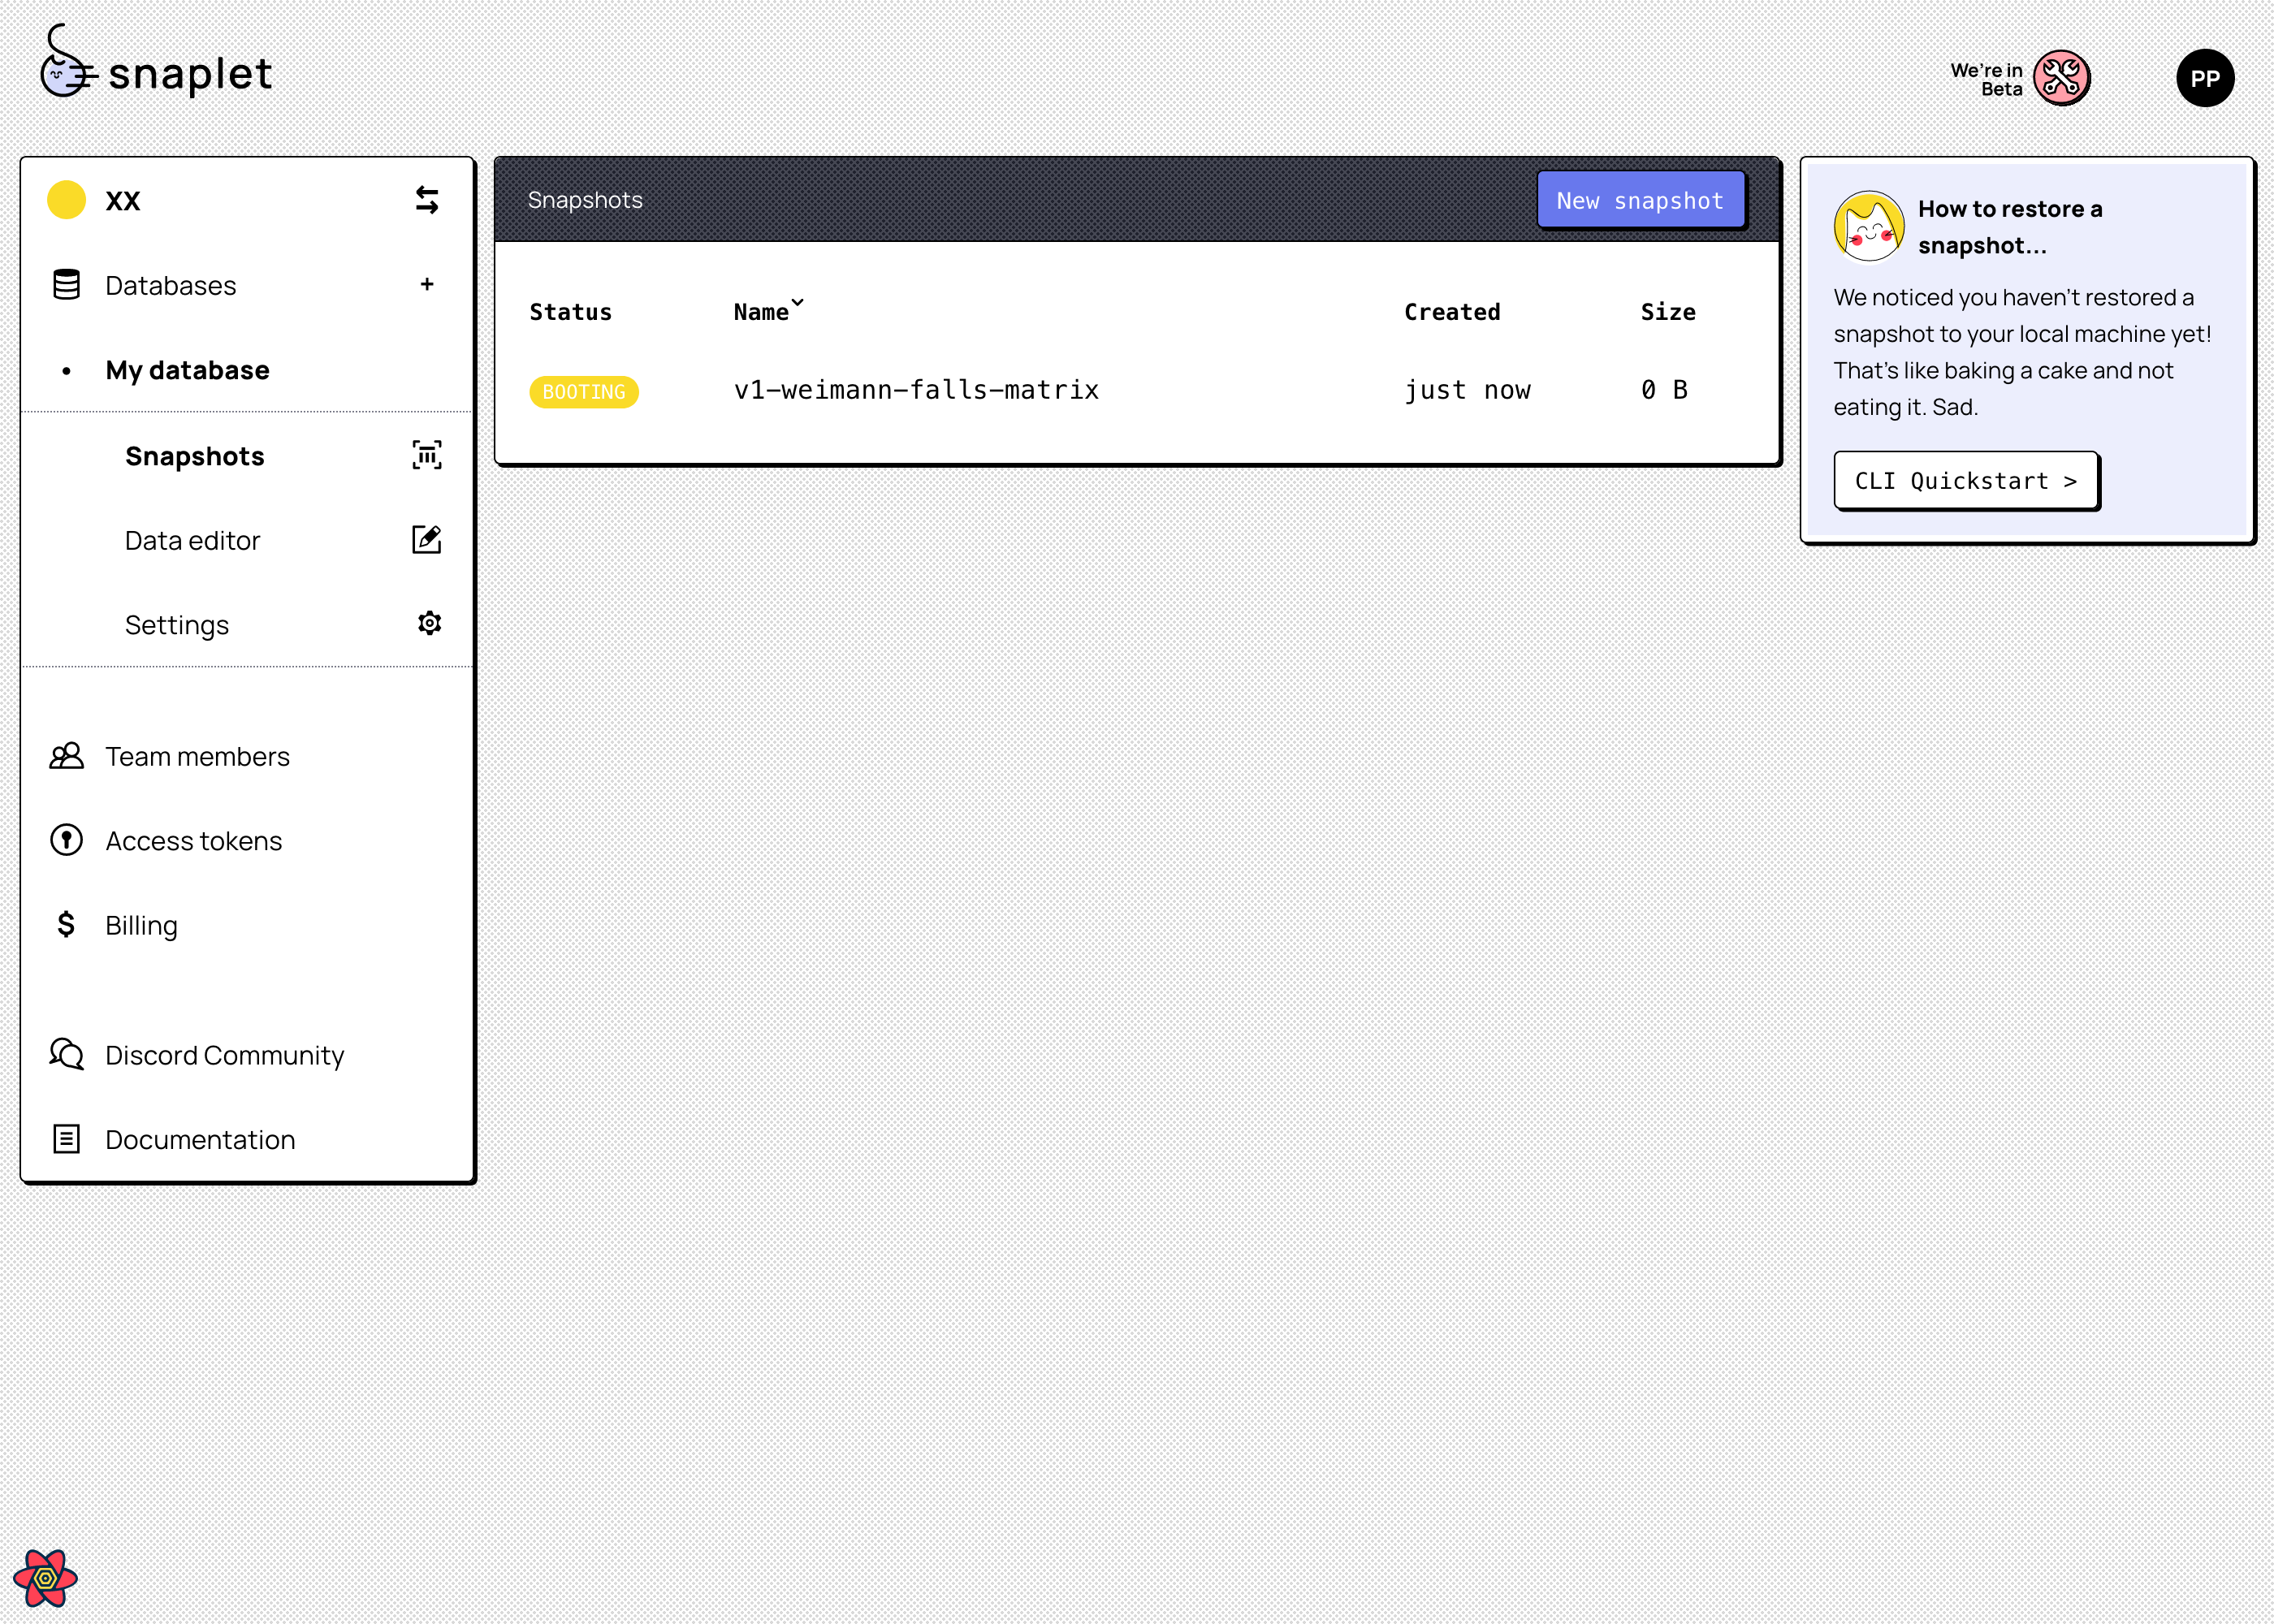 snaplet
We're in
Beta
PP
XX
Databases
My database
Snapshots
Data editor
Settings
Team members
Access tokens
Billing
Discord Community
Documentation
Snapshots
New snapshot
Status Name Created Size
BOOTING v1-weimann-falls-matrix just now 0 B
How to restore a
snapshot...
We noticed you haven't restored a
snapshot to your local machine yet!
That's like baking a cake and not
eating it. Sad.
CLI Quickstart >